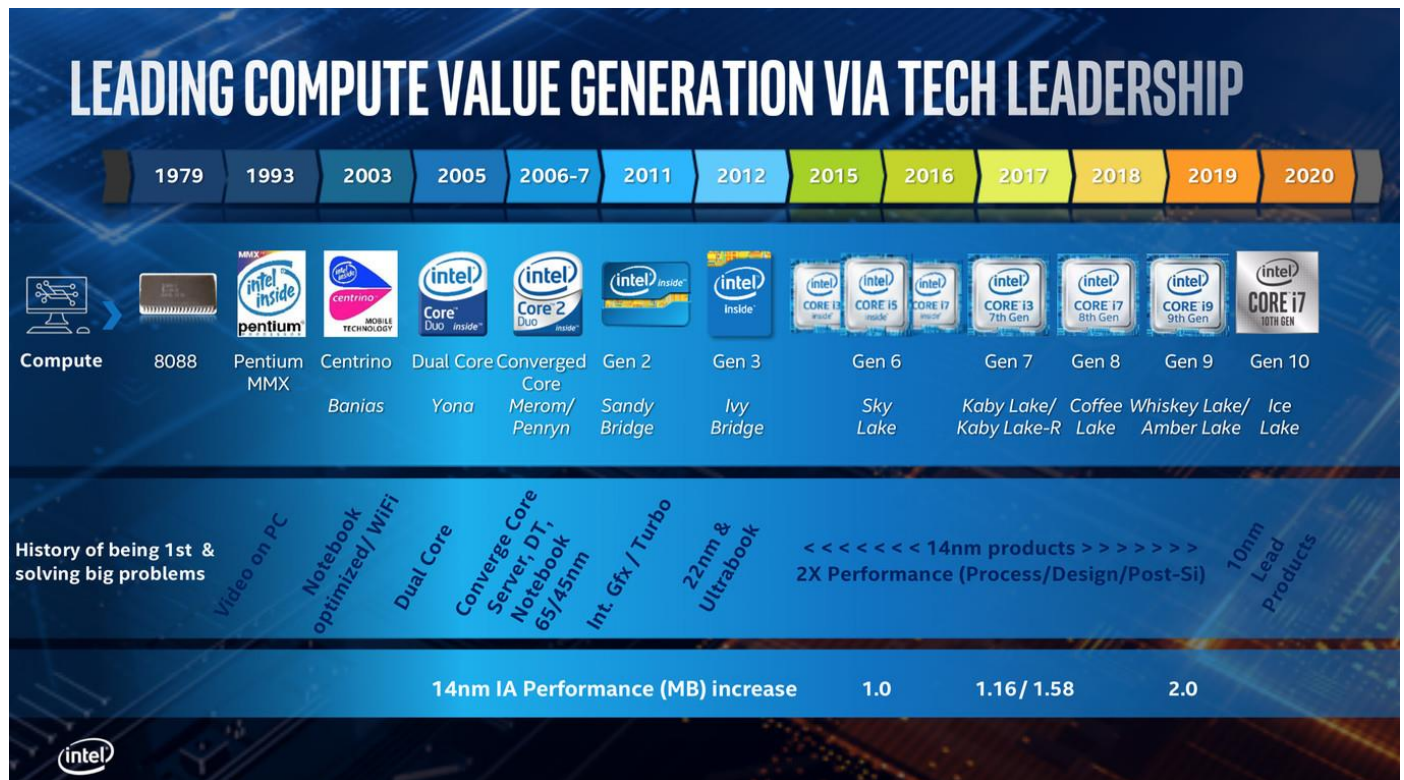 LEADING COMPUTE VALUE GENERATION VIA TECH LEADERSHIP
1979 1993 2003 2005 2006-7 2011 2012 2015 2016 2017 2018 2019 2020
MMX
intel inside
pentium
intel inside
centrino
MOBILE TECHNOLOGY
intel
Core
Duo inside
intel
Core 2
Duo inside
intel inside
intel
inside
intel
CORE i3
inside
intel
CORE i5
inside
intel
CORE i7
inside
intel
CORE i3
7th Gen
intel
CORE i7
8th Gen
intel
CORE i9
9th Gen
intel
CORE i7
10TH GEN
Compute
8088
Pentium
MMX
Centrino
Banias
Dual Core
Yona
Converged
Core
Merom/
Penryn
Gen 2
Sandy
Bridge
Gen 3
Ivy
Bridge
Gen 6
Sky
Lake
Gen 7
Kaby Lake/
Kaby Lake-R
Gen 8
Coffee
Lake
Gen 9
Whiskey Lake/
Amber Lake
Gen 10
Ice
Lake
History of being 1st &
solving big problems
Video on PC
Notebook
optimized/ WiFi
Dual Core
Converge Core
Server, DT,
Notebook
65/45nm
Int. Gfx / Turbo
22nm &
Ultrabook
< < < < < < < 14nm products > > > > > > >
2X Performance (Process/Design/Post-Si)
10nm
Lead
Products
14nm IA Performance (MB) increase 1.0 1.16/ 1.58 2.0
intel